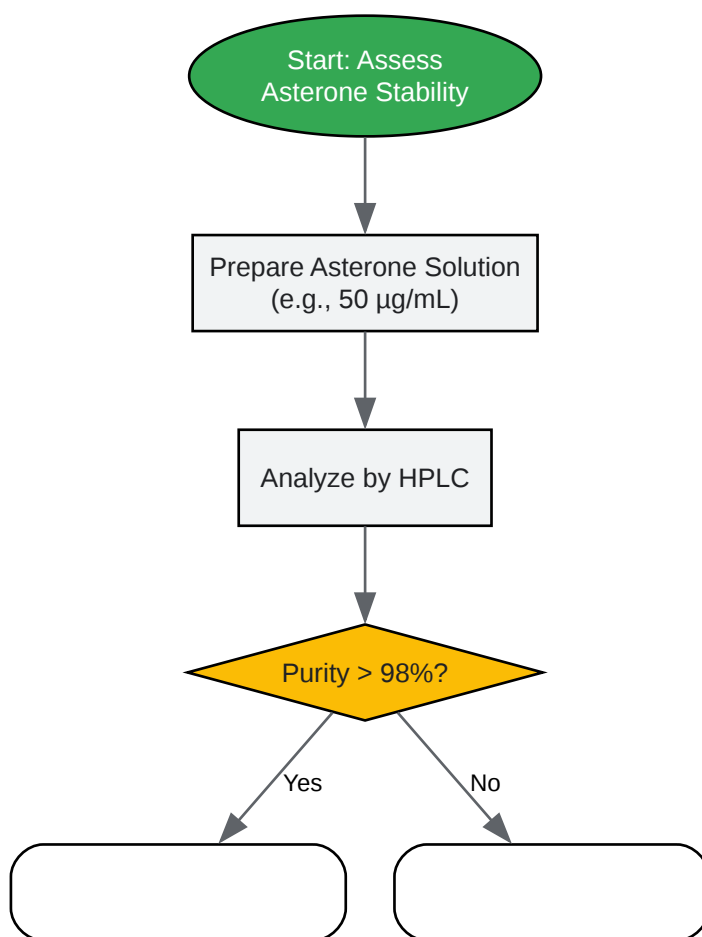 Start: Assess
Asterone Stability
Prepare Asterone Solution
(e.g., 50 µg/mL)
Analyze by HPLC
Purity > 98%?
Yes
No